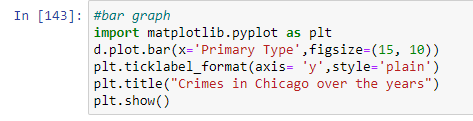 In [143]: #bar graph
import matplotlib.pyplot as plt
d.plot.bar(x='Primary Type',figsize=(15, 10))
plt.ticklabel_format(axis= 'y',style='plain')
plt.title("Crimes in Chicago over the years")
plt.show()